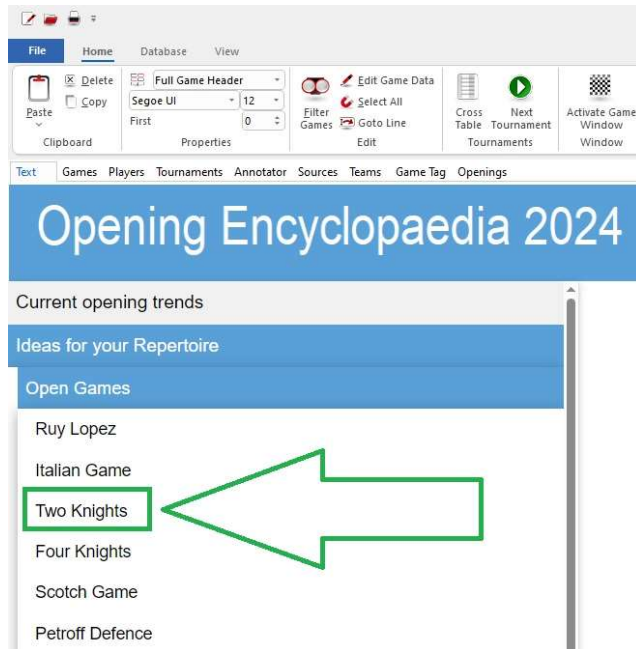 File Home Database View
Paste
Delete
Copy
Clipboard
Full Game Header
Segoe UI 12
First 0
Properties
Filter Games
Edit Game Data
Select All
Goto Line
Edit
Cross Table
Next Tournament
Tournaments
Activate Game Window
Window
Text Games Players Tournaments Annotator Sources Teams Game Tag Openings
Opening Encyclopaedia 2024
Current opening trends
Ideas for your Repertoire
Open Games
Ruy Lopez
Italian Game
Two Knights
Four Knights
Scotch Game
Petroff Defence